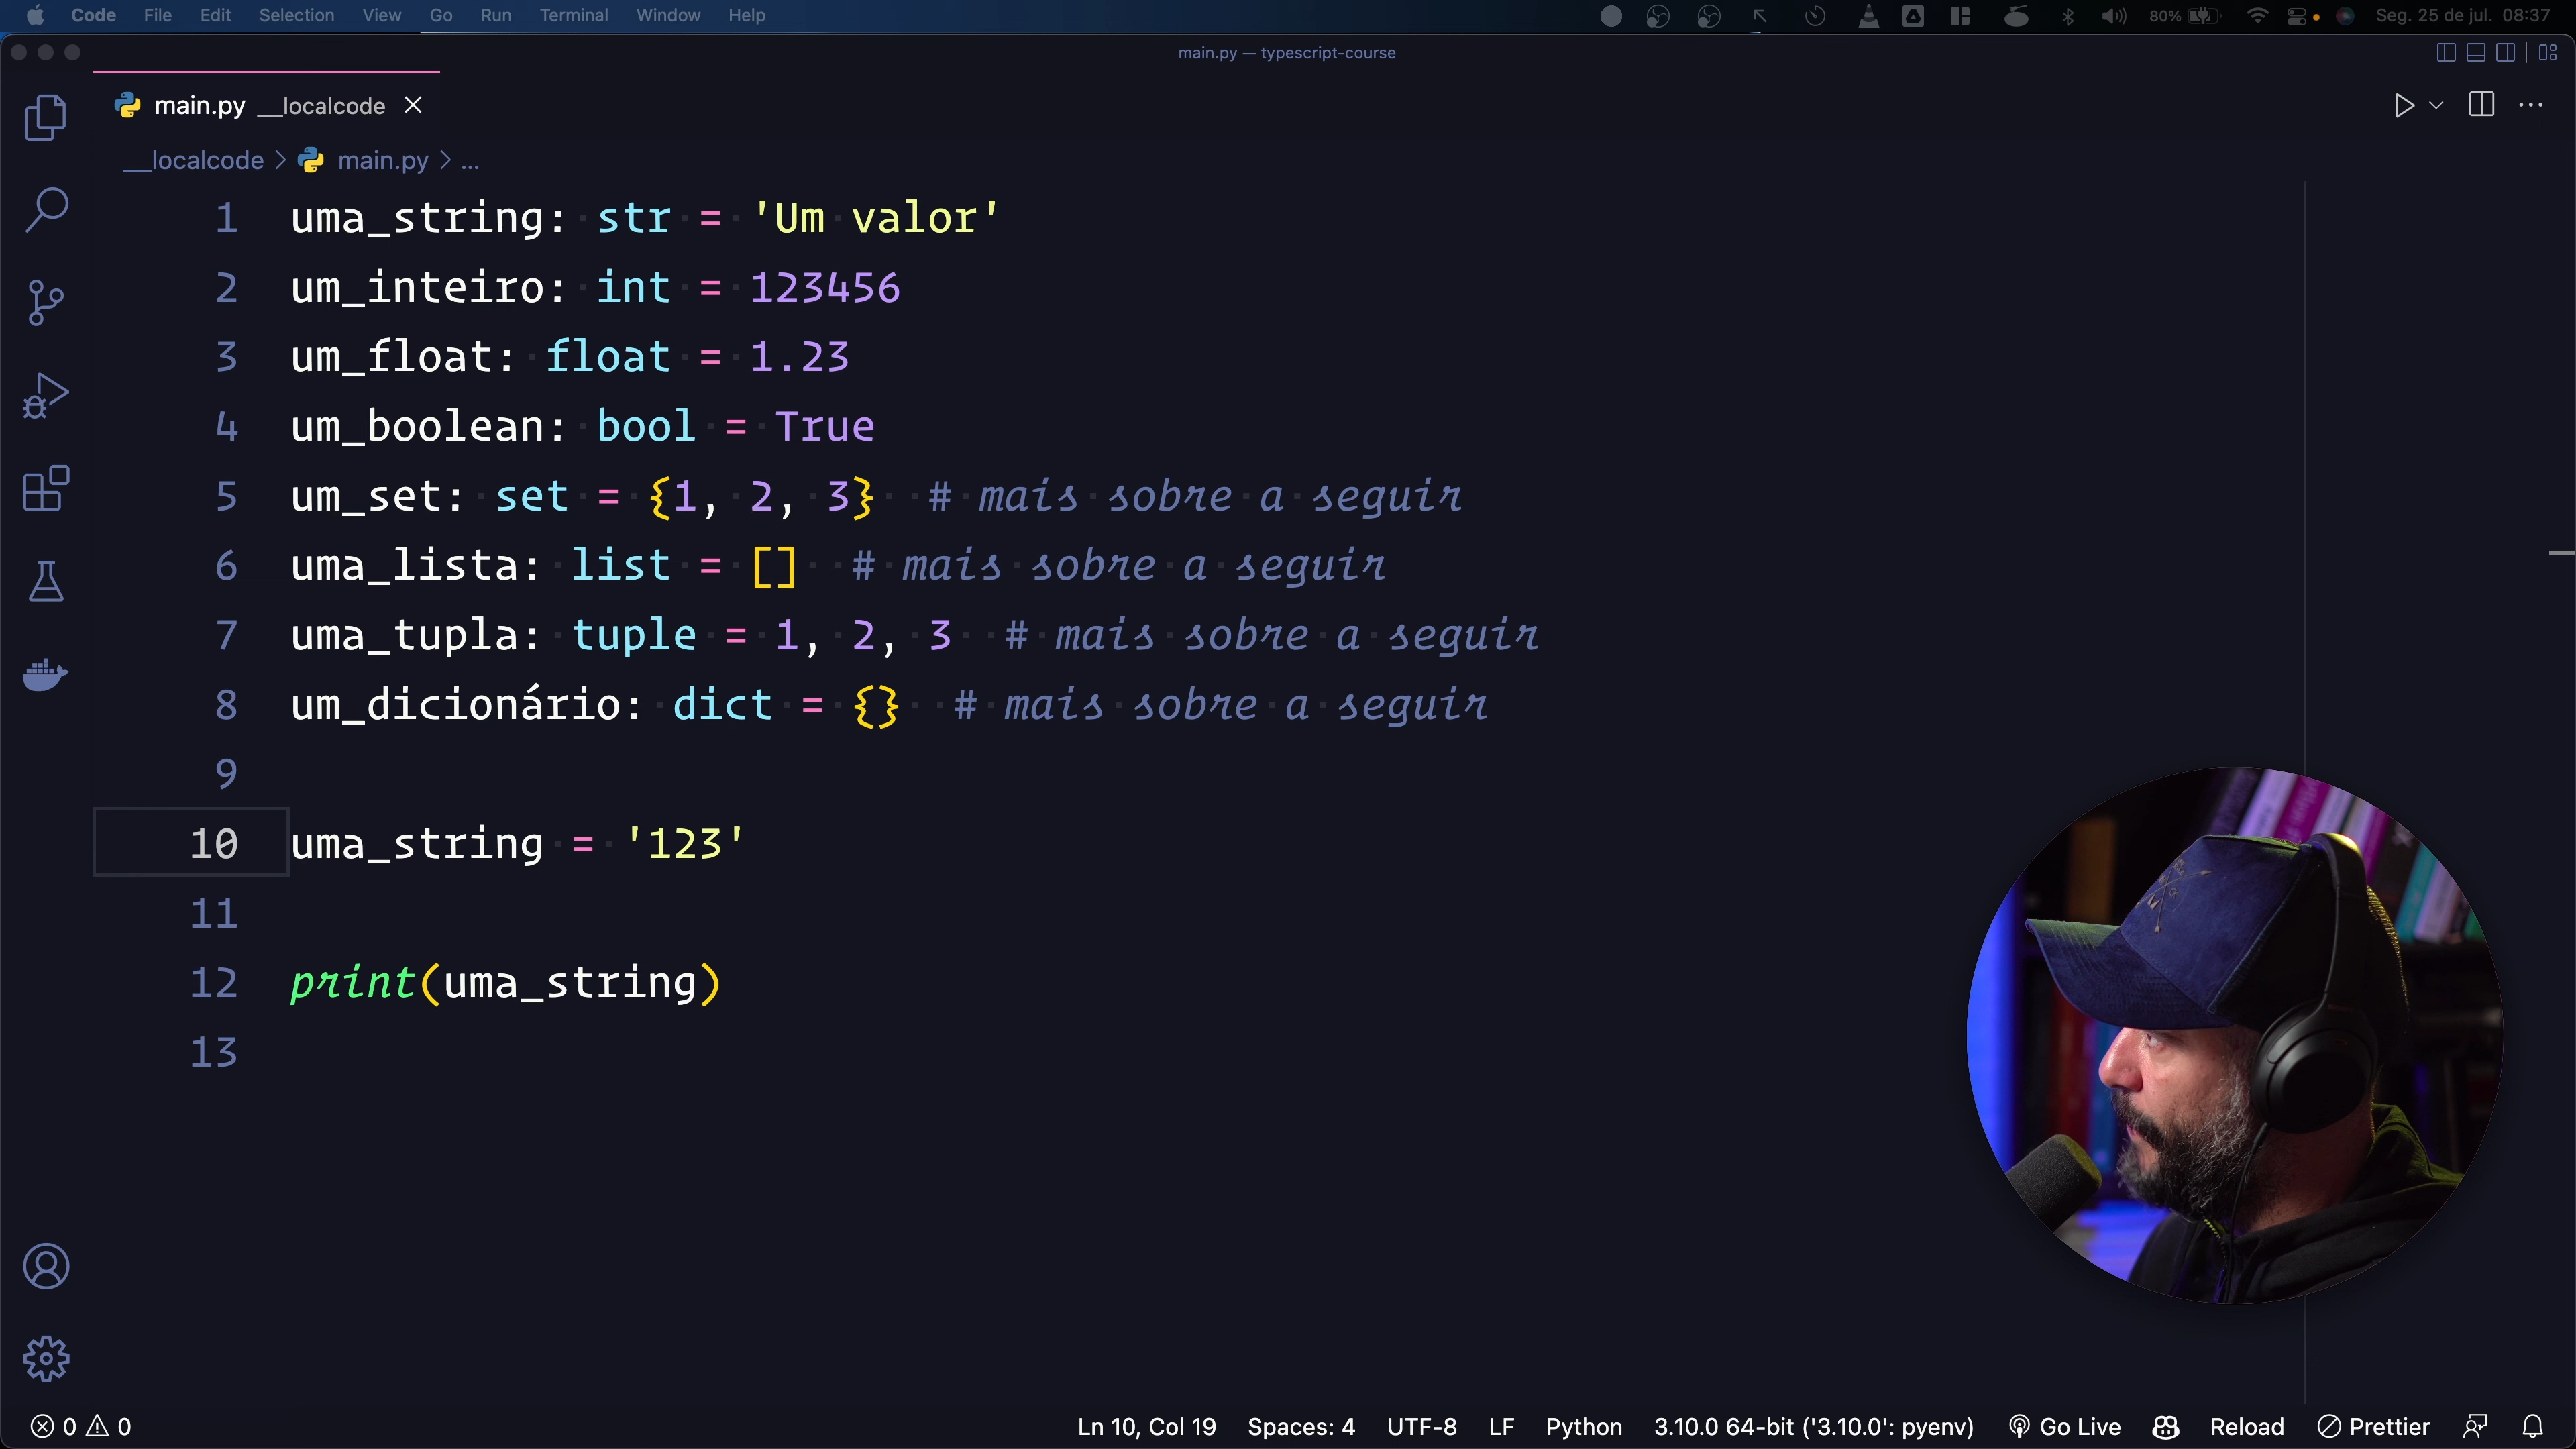 Code File Edit Selection View Go Run Terminal Window Help 80% Seg. 25 de jul. 08:37
main.py — typescript-course
main.py __localcode
__localcode > main.py > ...
1 uma_string: str = 'Um valor'
2 um_inteiro: int = 123456
3 um_float: float = 1.23
4 um_boolean: bool = True
5 um_set: set = {1, 2, 3}  # mais sobre a seguir
6 uma_lista: list = []  # mais sobre a seguir
7 uma_tupla: tuple = 1, 2, 3  # mais sobre a seguir
8 um_dicionário: dict = {}  # mais sobre a seguir
9
10 uma_string = '123'
11
12 print(uma_string)
13
0 0 Ln 10, Col 19 Spaces: 4 UTF-8 LF Python 3.10.0 64-bit ('3.10.0': pyenv) Go Live Reload Prettier